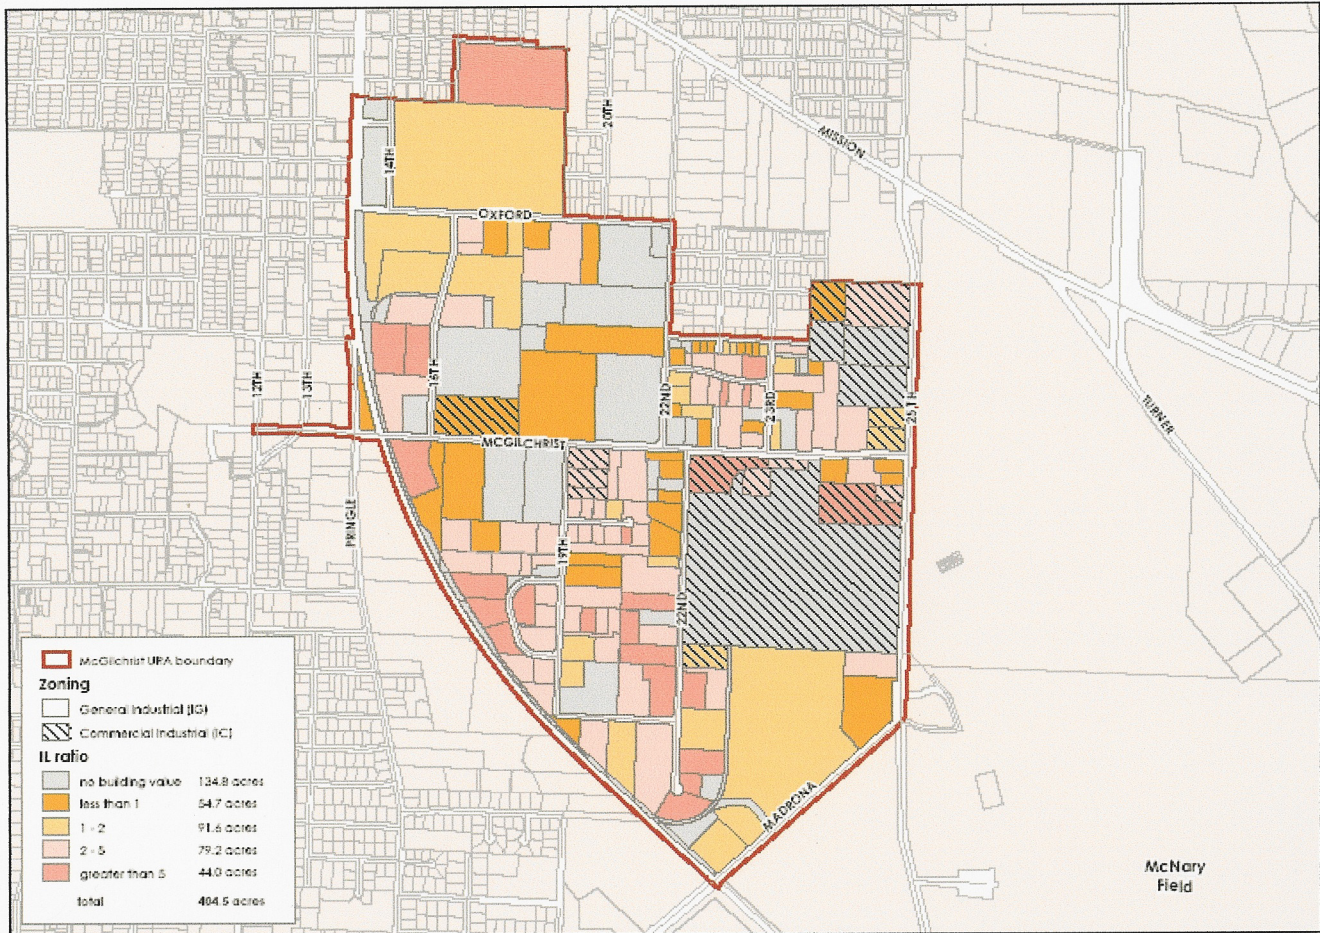 MISSION
20TH
14TH
OXFORD
12TH
13TH
16TH
22ND
23RD
25TH
TURNER
MCGILCHRIST
PRINGLE
19TH
22ND
MADRONA
McNary
Field
McGilchrist URA boundary
Zoning
General Industrial (IG)
Commercial Industrial (IC)
IL ratio
no building value 134.8 acres
less than 1 54.7 acres
1 - 2 91.6 acres
2 - 5 79.2 acres
greater than 5 44.0 acres
total 404.5 acres